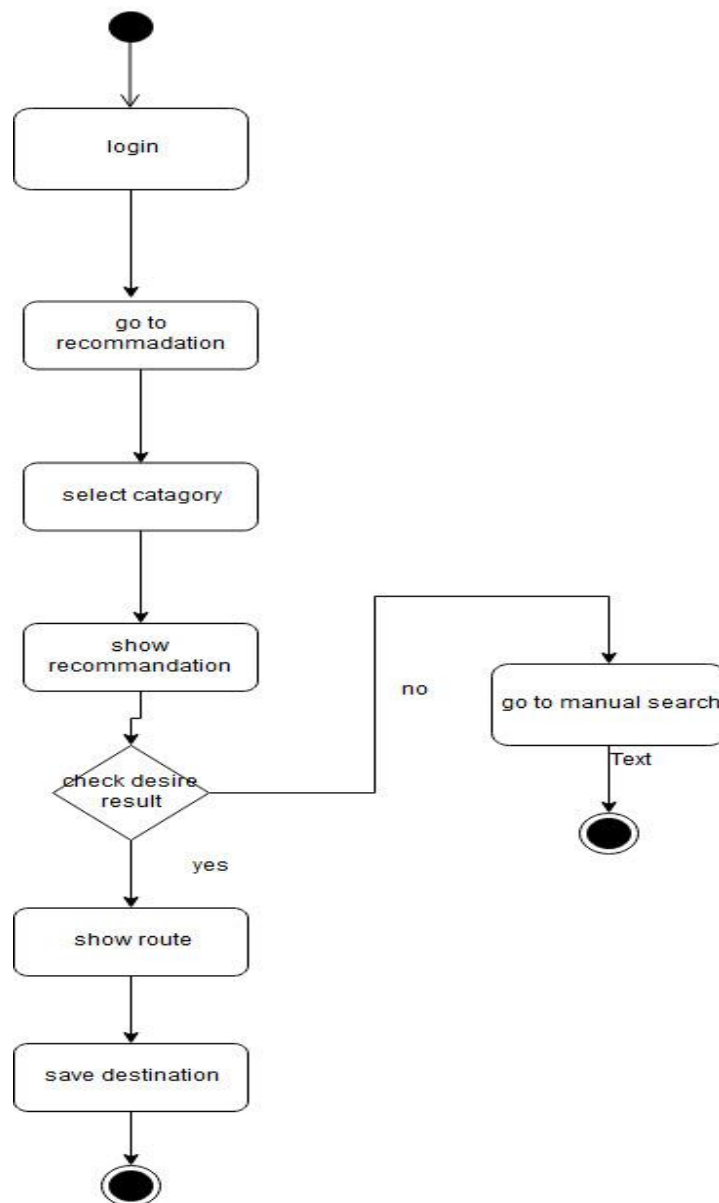 login
go to
recommadation
select catagory
show
recommandation
no
go to manual search
Text
check desire
result
yes
show route
save destination